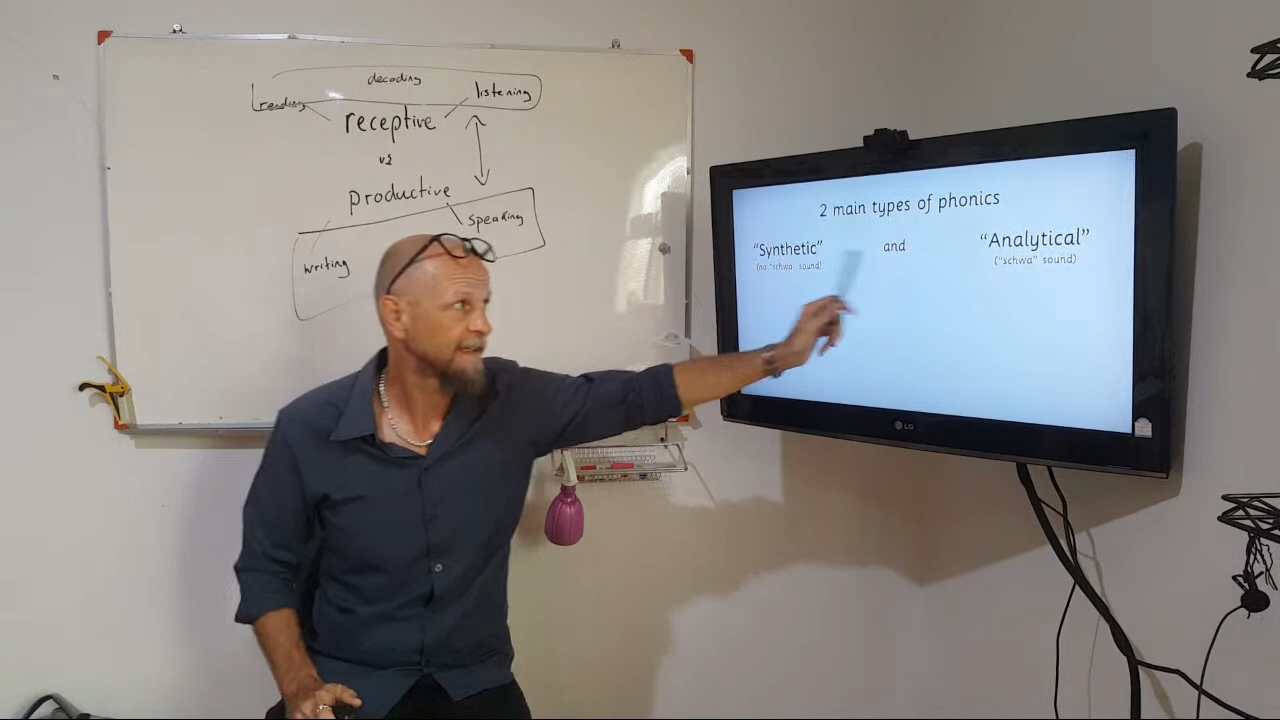 decoding
reading
listening
receptive
vs
productive
speaking
writing
2 main types of phonics
“Synthetic” and “Analytical”
(no “schwa” sound) (“schwa” sound)
LG